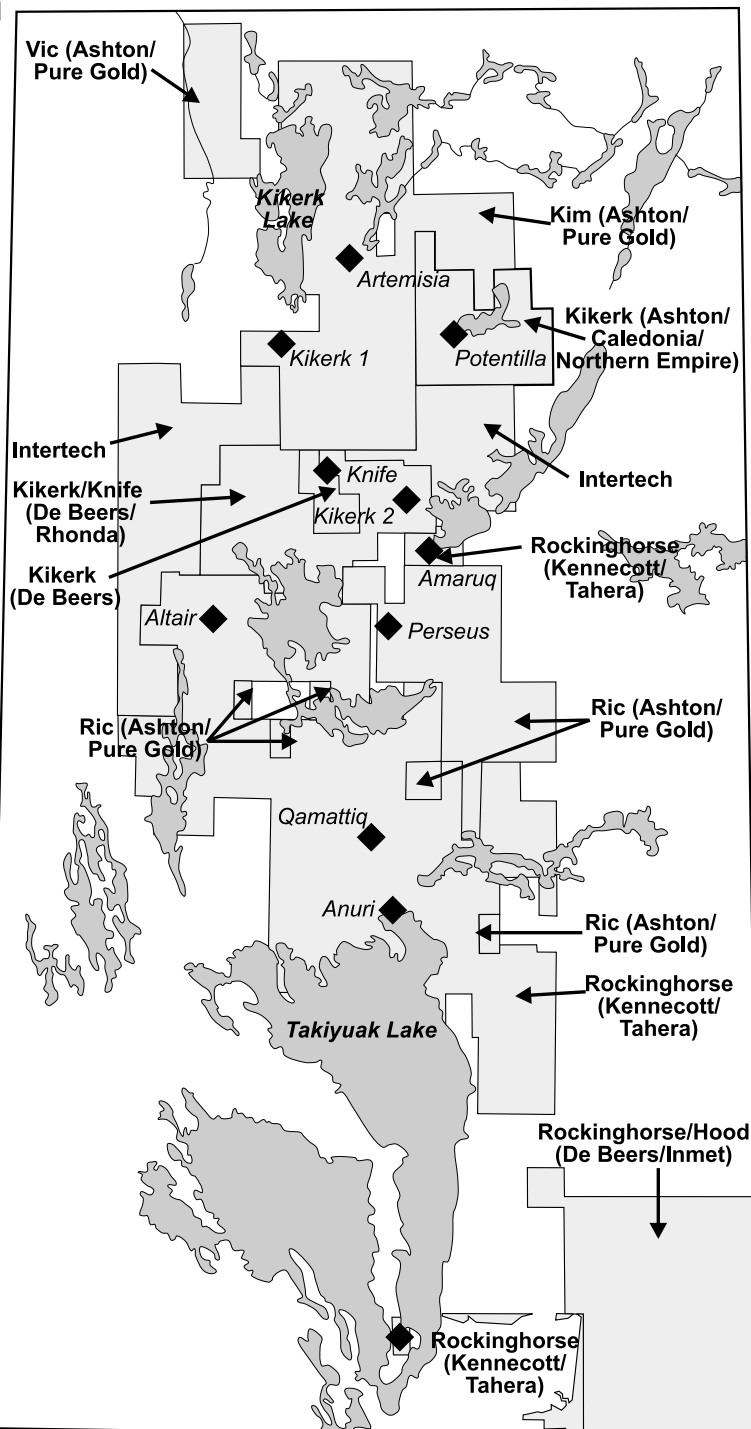 Vic (Ashton/
Pure Gold)
Kikerk
Lake
Kim (Ashton/
Pure Gold)
Artemisia
Kikerk (Ashton/
Caledonia/
Northern Empire)
Kikerk 1
Potentilla
Intertech
Knife
Intertech
Kikerk/Knife
(De Beers/
Rhonda)
Kikerk 2
Rockinghorse
(Kennecott/
Tahera)
Kikerk
(De Beers)
Amaruq
Altair
Perseus
Ric (Ashton/
Pure Gold)
Ric (Ashton/
Pure Gold)
Qamattiq
Anuri
Ric (Ashton/
Pure Gold)
Rockinghorse
(Kennecott/
Tahera)
Takiyuak Lake
Rockinghorse/Hood
(De Beers/Inmet)
Rockinghorse
(Kennecott/
Tahera)